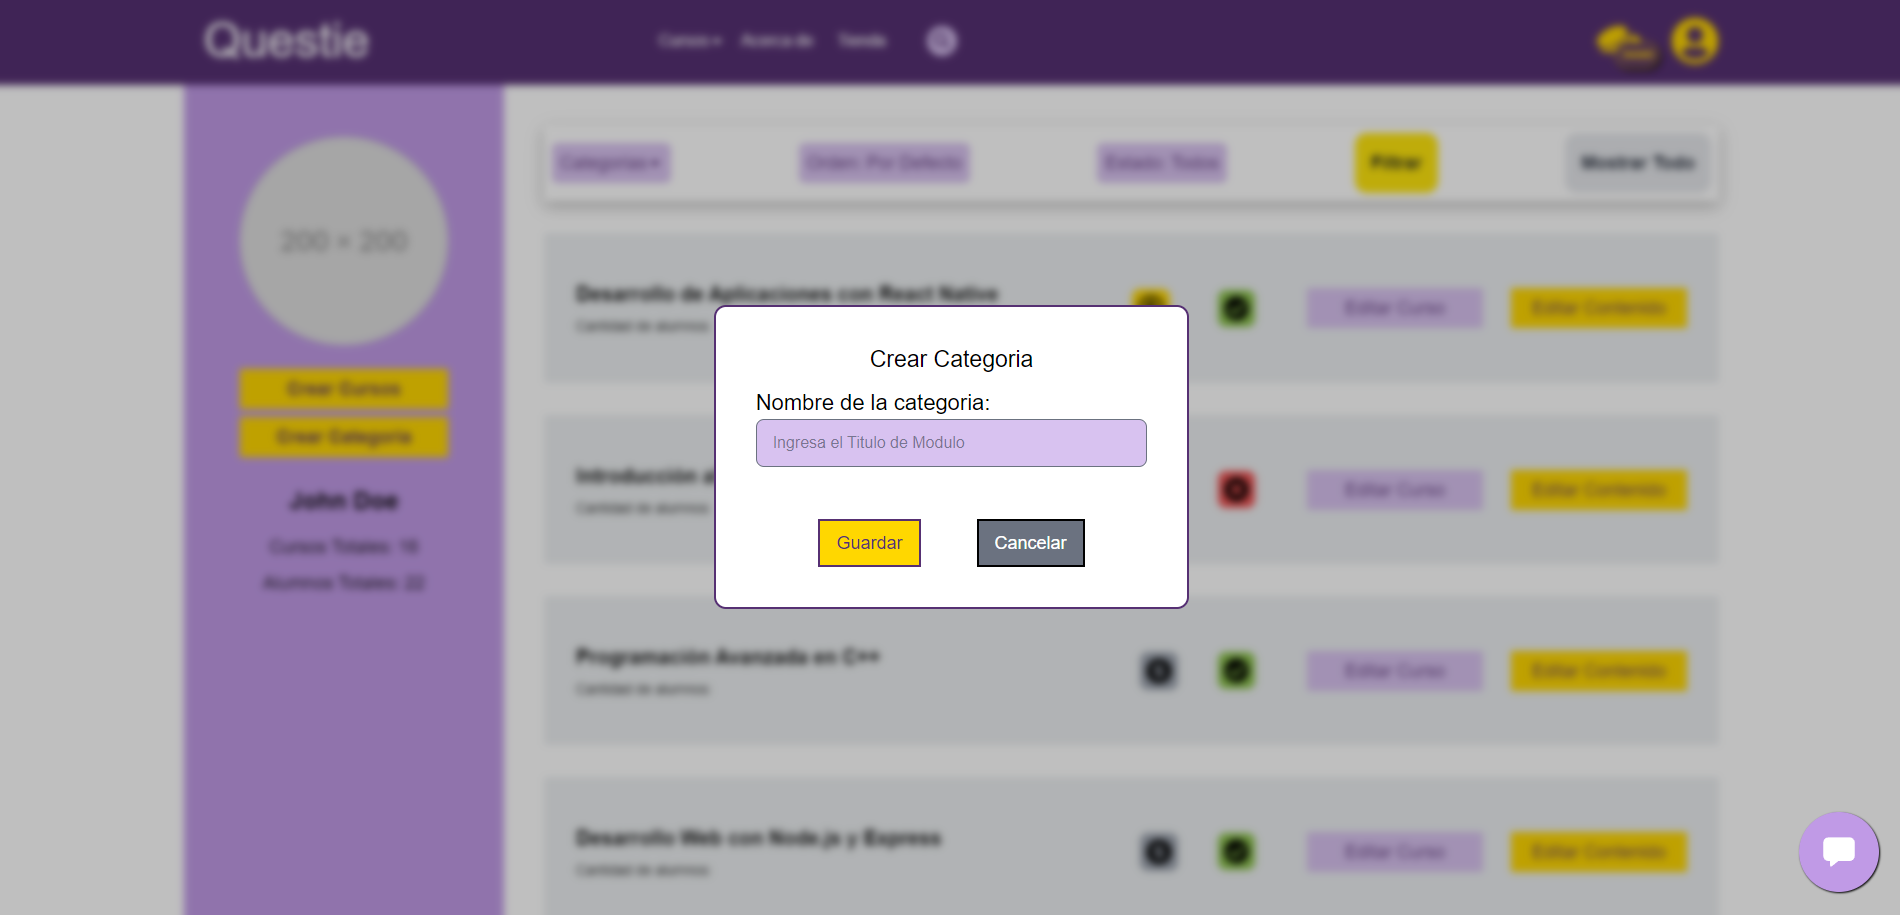 Questie
Cursos
Acerca de
Tienda
Categorias
Orden: Por Defecto
Estado: Todos
Filtrar
Mostrar Todo
200 × 200
Crear Cursos
Crear Categoria
John Doe
Cursos Totales: 18
Alumnos Totales: 22
Desarrollo de Aplicaciones con React Native
Cantidad de alumnos
Editar Curso
Editar Contenido
Introducción
Cantidad de alumnos
Editar Curso
Editar Contenido
Programación Avanzada en C++
Cantidad de alumnos
Editar Curso
Editar Contenido
Desarrollo Web con Node.js y Express
Cantidad de alumnos
Editar Curso
Editar Contenido
Crear Categoria
Nombre de la categoria:
Ingresa el Titulo de Modulo
Guardar
Cancelar